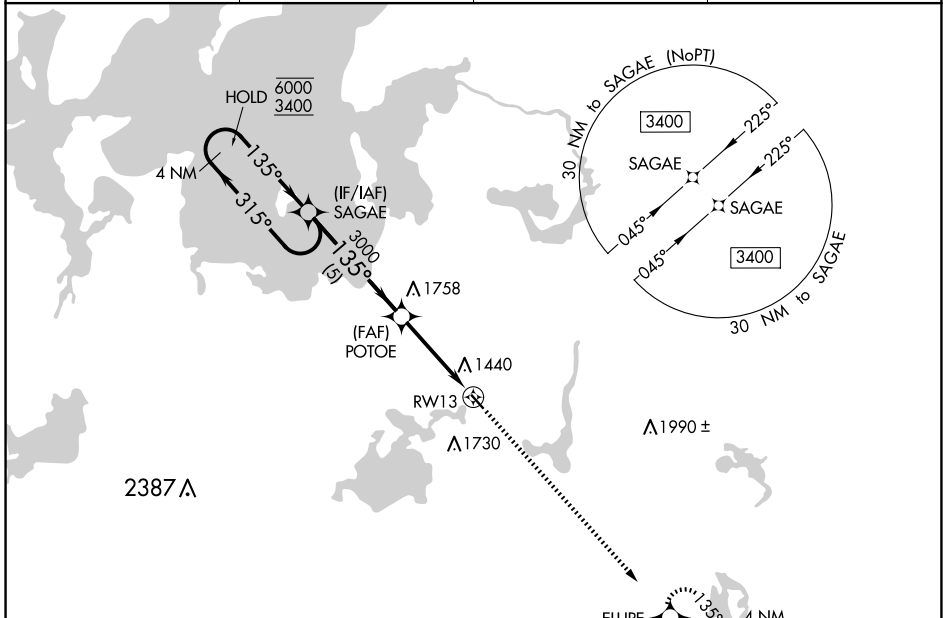 HOLD
6000
3400
4 NM
135°
315°
(IF/IAF)
SAGAE
3000
135°
(5)
1758
(FAF)
POTOE
1440
RW13
1730
1990 ±
2387
30 NM to SAGAE (NoPT)
3400
225°
SAGAE
045°
225°
SAGAE
045°
3400
30 NM to SAGAE
135°
4 NM